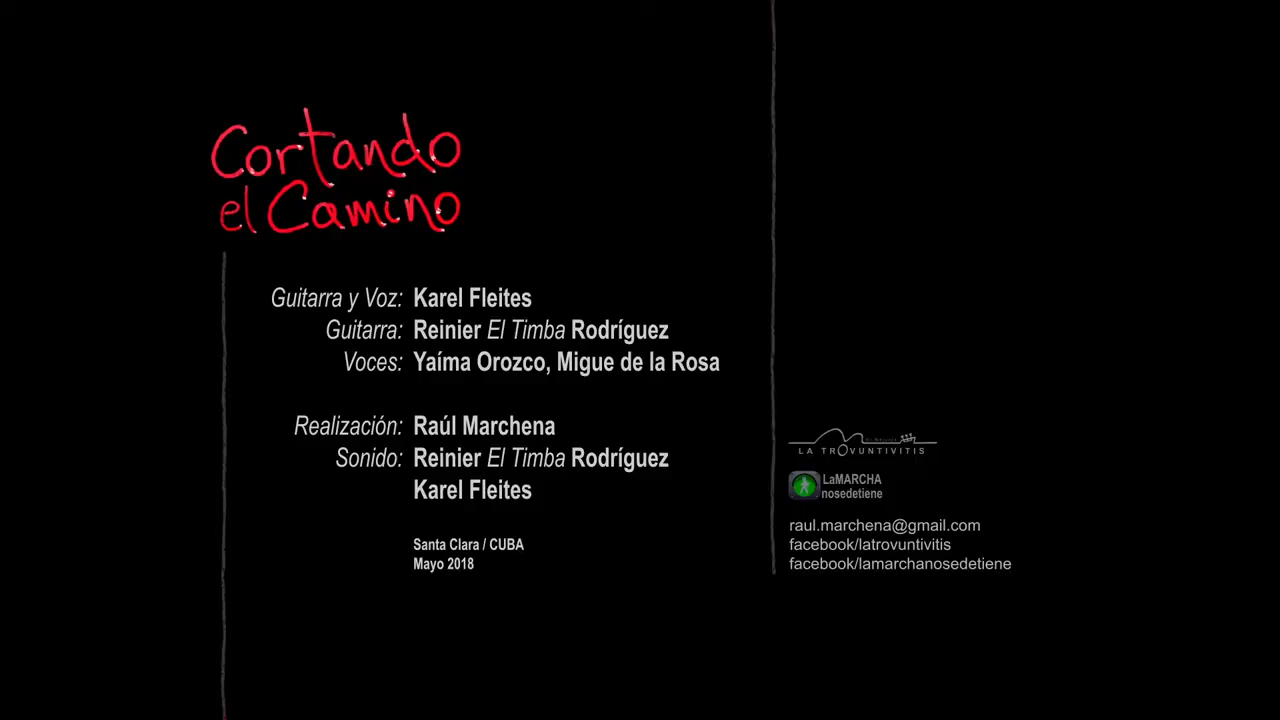 Cortando
el Camino
Guitarra y Voz: Karel Fleites
Guitarra: Reinier El Timba Rodríguez
Voces: Yaíma Orozco, Migue de la Rosa
Realización: Raúl Marchena
Sonido: Reinier El Timba Rodríguez
Karel Fleites
Santa Clara / CUBA
Mayo 2018
LA TROVUNTIVITIS
LaMARCHA
nosedetiene
raul.marchena@gmail.com
facebook/latrovuntivitis
facebook/lamarchanosedetiene